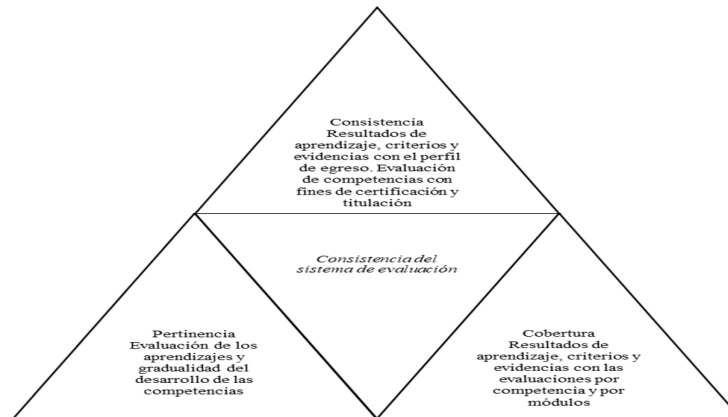 Consistencia
Resultados de
aprendizaje, criterios y
evidencias con el perfil
de egreso. Evaluación
de competencias con
fines de certificación y
titulación
Consistencia del
sistema de evaluación
Pertinencia
Evaluación de los
aprendizajes y
gradualidad del
desarrollo de las
competencias
Cobertura
Resultados de
aprendizaje, criterios y
evidencias con las
evaluaciones por
competencia y por
módulos